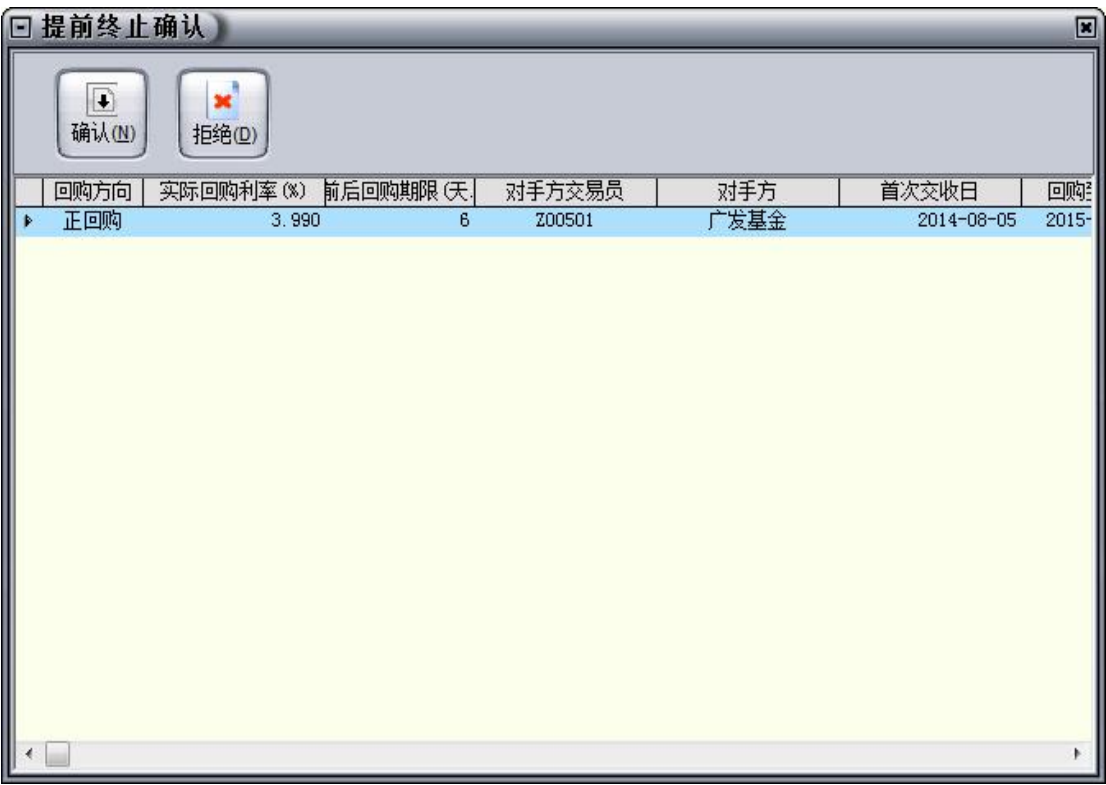 提前终止确认
确认(N) 拒绝(D)
回购方向 实际回购利率(%) 前后回购期限(天. 对手方交易员 对手方 首次交收日 回购
正回购 3.990 6 Z00501 广发基金 2014-08-05 2015-